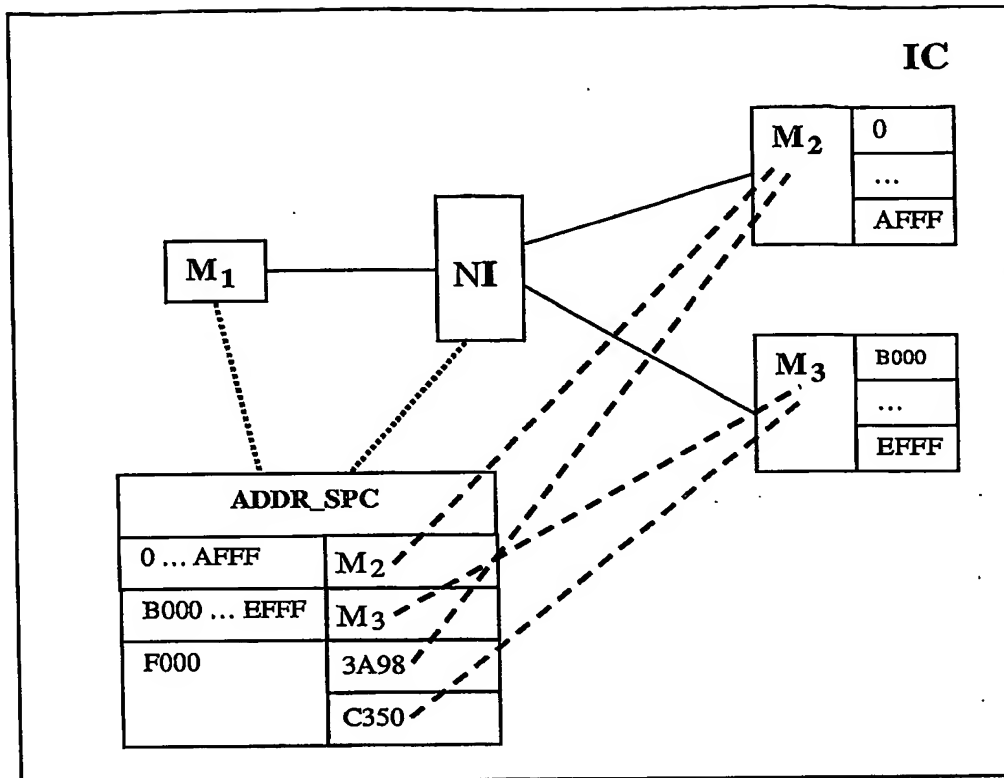 IC
M2
0
...
AFFF
M1
NI
M3
B000
...
EFFF
ADDR_SPC
0 ... AFFF
M2
B000 ... EFFF
M3
F000
3A98
C350